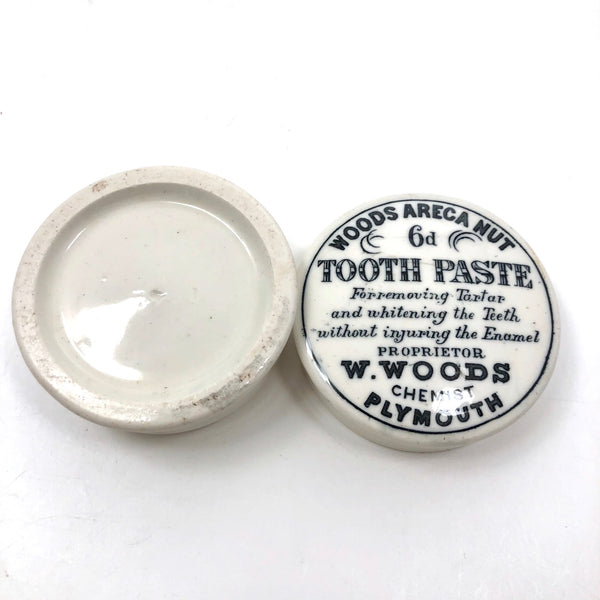 WOODS ARECA NUT
6d
TOOTH PASTE
For removing Tartar
and whitening the Teeth
without injuring the Enamel
PROPRIETOR
W. WOODS
CHEMIST
PLYMOUTH